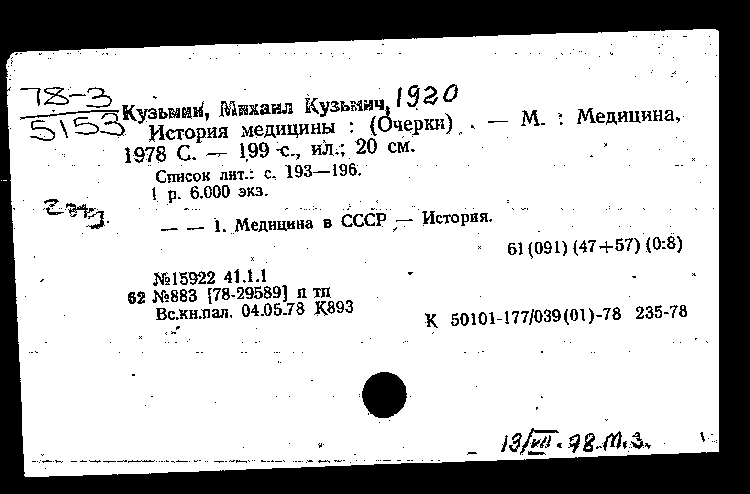 78-3
5153
Кузьмин, Михаил Кузьмич, 1920
История медицины : (Очерки) . — М. : Медицина,
1978 С. — 199 с., ил.; 20 см.
Список лит.: с. 193—196.
1 р. 6.000 экз.
— — 1. Медицина в СССР — История.
61(091)(47+57)(0:8)
№15922 41.1.1
62 №883 [78-29589] п тп
Вс.кн.пал. 04.05.78 К893
К 50101-177/039(01)-78 235-78
13/VII.78.М.З.